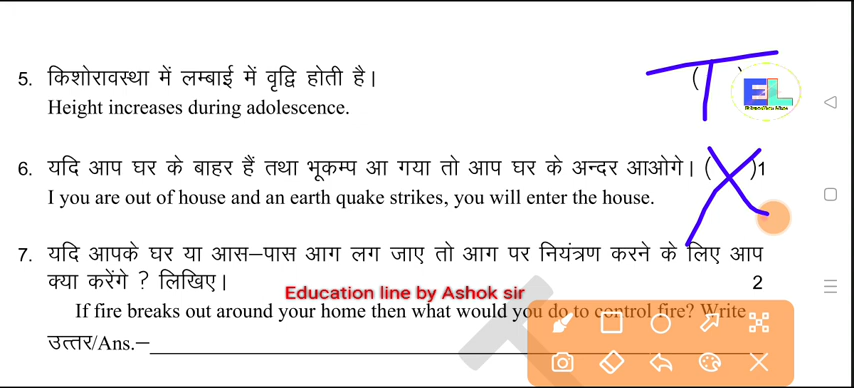 5. किशोरावस्था में लम्बाई में वृद्धि होती है।
( T
EL
Height increases during adolescence.
6. यदि आप घर के बाहर हैं तथा भूकम्प आ गया तो आप घर के अन्दर आओगे। ( X )1
I you are out of house and an earth quake strikes, you will enter the house.
7. यदि आपके घर या आस–पास आग लग जाए तो आग पर नियंत्रण करने के लिए आप
क्या करेंगे ? लिखिए। 2
Education line by Ashok sir
If fire breaks out around your home then what would you do to control fire? Write
उत्तर/Ans.–